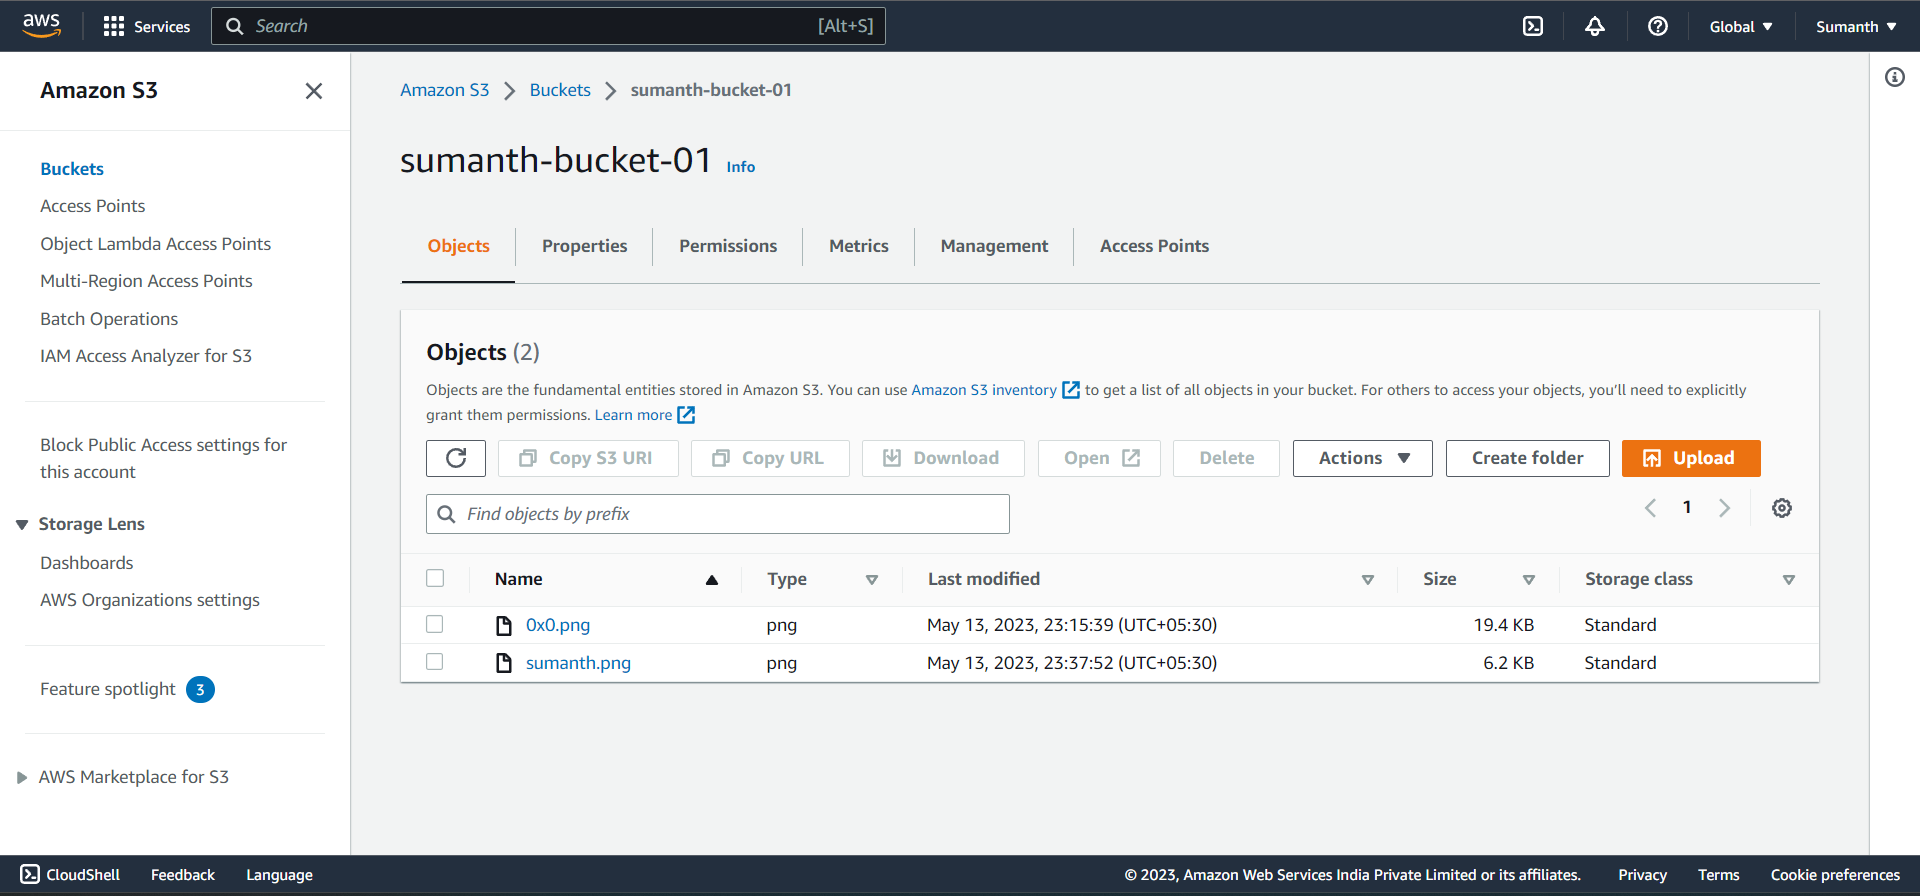 aws Services Search [Alt+S] Global Sumanth
Amazon S3
Buckets
Access Points
Object Lambda Access Points
Multi-Region Access Points
Batch Operations
IAM Access Analyzer for S3
Block Public Access settings for
this account
Storage Lens
Dashboards
AWS Organizations settings
Feature spotlight 3
AWS Marketplace for S3
Amazon S3 Buckets sumanth-bucket-01
sumanth-bucket-01 Info
Objects Properties Permissions Metrics Management Access Points
Objects (2)
Objects are the fundamental entities stored in Amazon S3. You can use Amazon S3 inventory to get a list of all objects in your bucket. For others to access your objects, you’ll need to explicitly
grant them permissions. Learn more
Copy S3 URI Copy URL Download Open Delete Actions Create folder Upload
Find objects by prefix 1
Name Type Last modified Size Storage class
0x0.png png May 13, 2023, 23:15:39 (UTC+05:30) 19.4 KB Standard
sumanth.png png May 13, 2023, 23:37:52 (UTC+05:30) 6.2 KB Standard
CloudShell Feedback Language © 2023, Amazon Web Services India Private Limited or its affiliates. Privacy Terms Cookie preferences